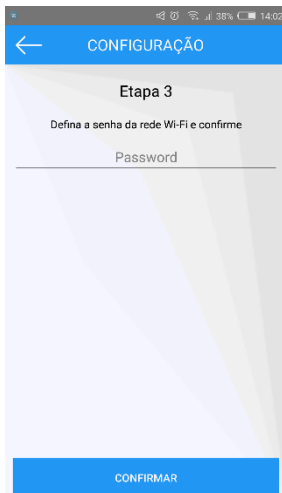 38% 14:02
CONFIGURAÇÃO
Etapa 3
Defina a senha da rede Wi-Fi e confirme
Password
CONFIRMAR